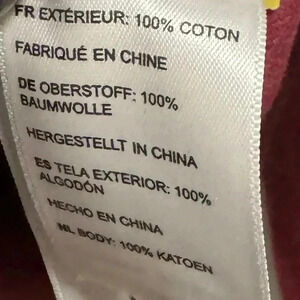 FR EXTÉRIEUR: 100% COTON
FABRIQUÉ EN CHINE
DE OBERSTOFF: 100%
BAUMWOLLE
HERGESTELLT IN CHINA
ES TELA EXTERIOR: 100%
ALGODÓN
HECHO EN CHINA
NL BODY: 100% KATOEN